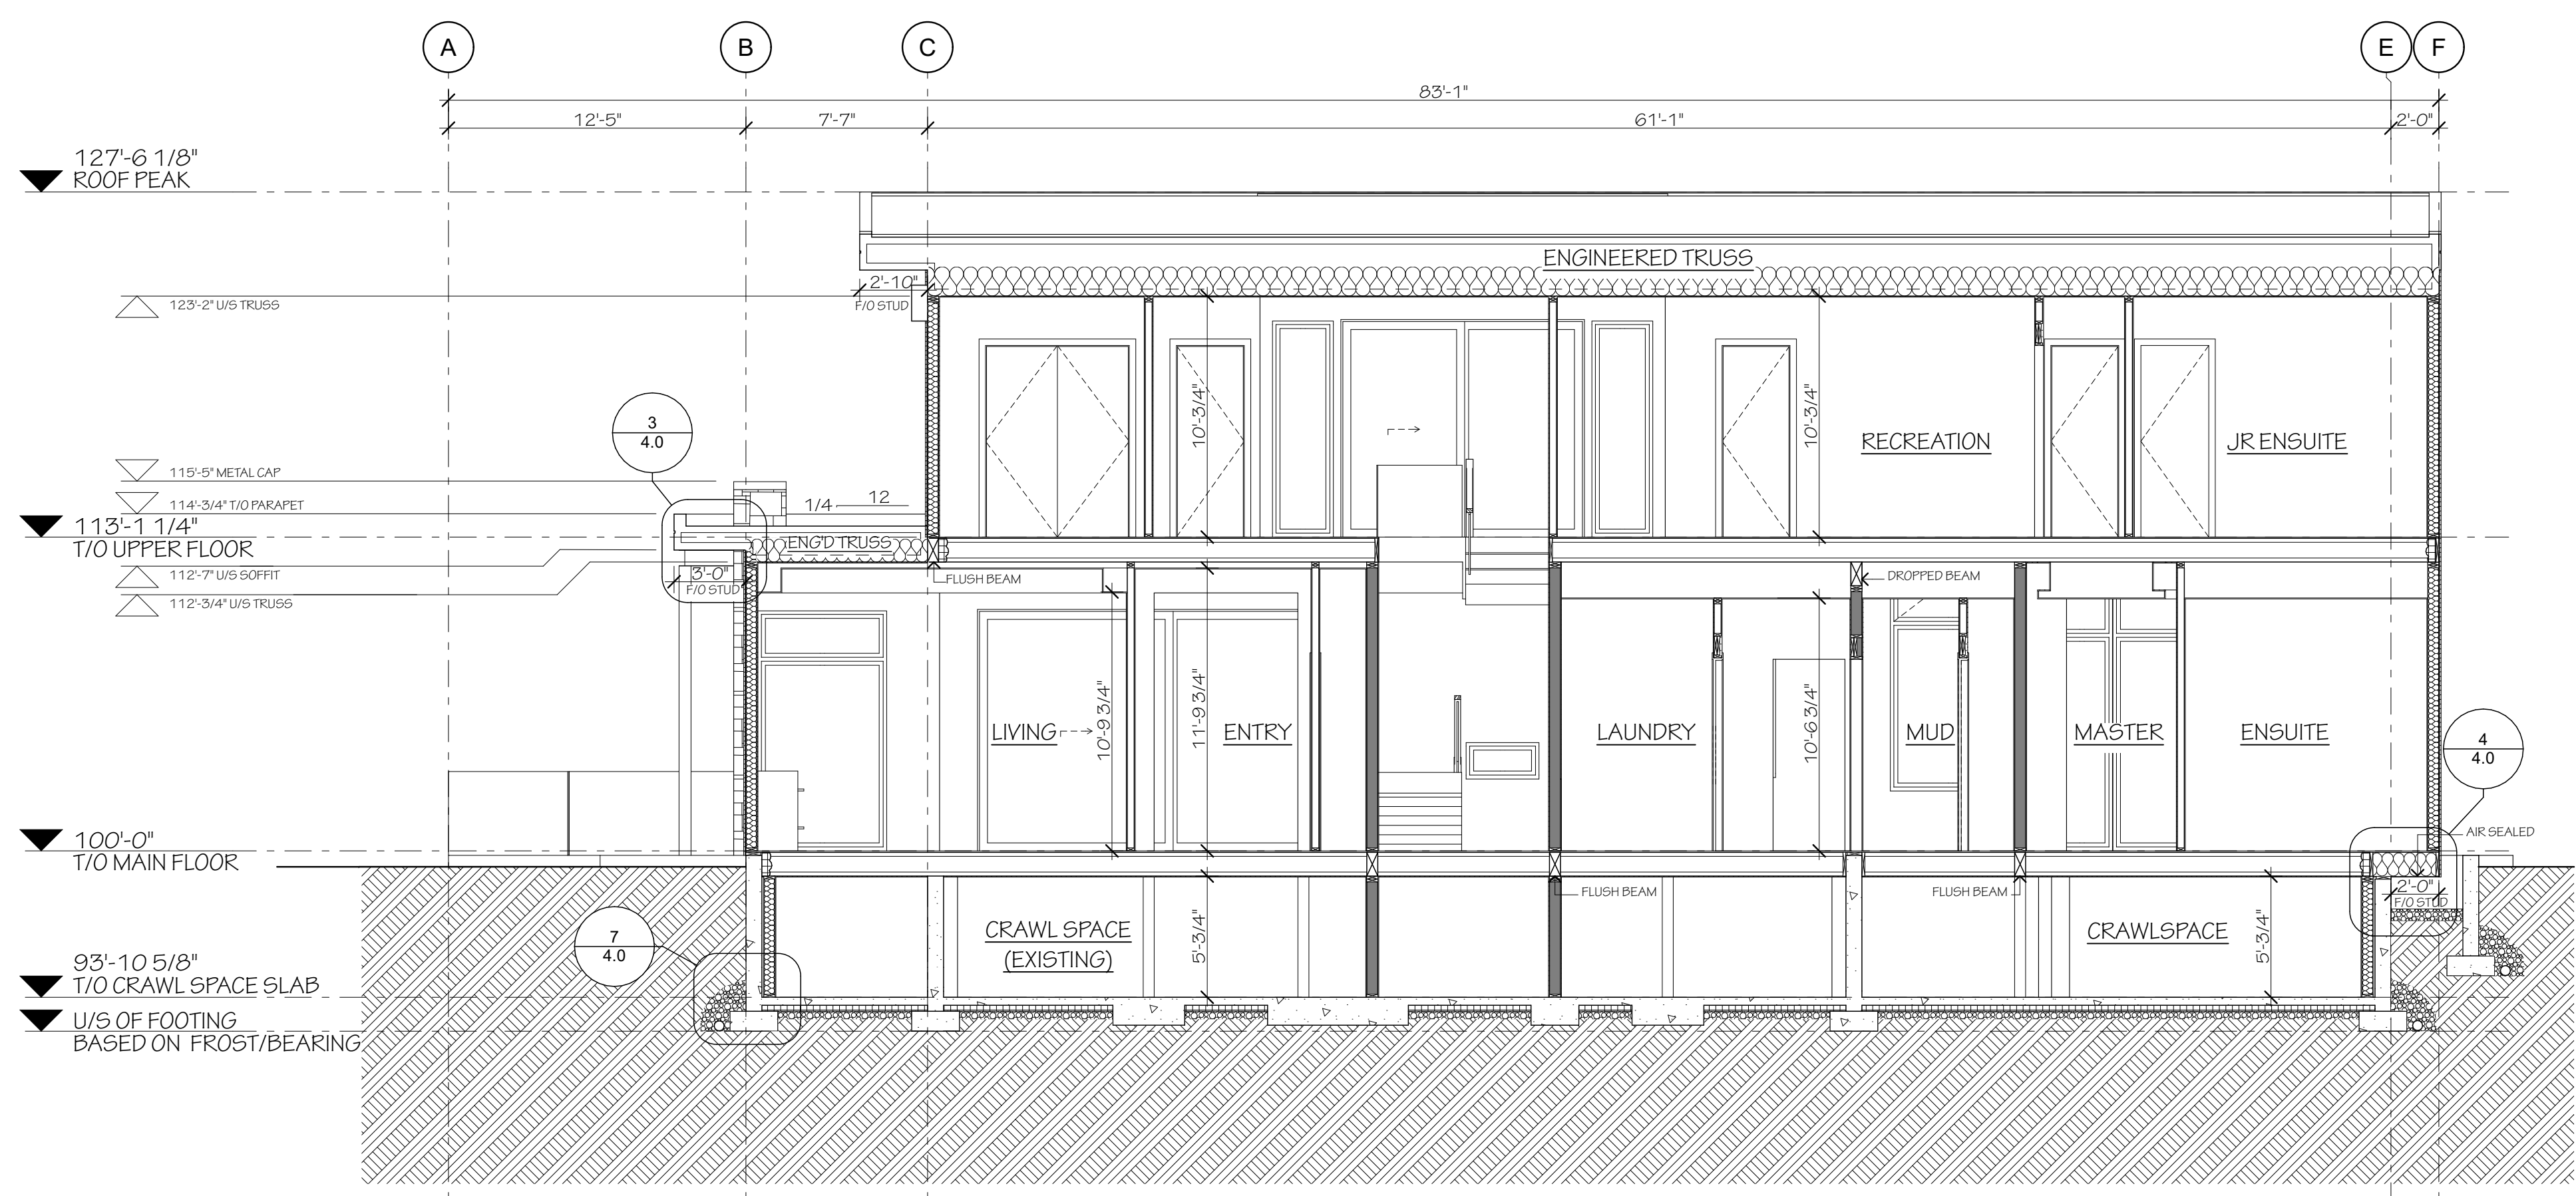 A
B
C
E
F
83'-1"
12'-5"
7'-7"
61'-1"
2'-0"
127'-6 1/8"
ROOF PEAK
ENGINEERED TRUSS
2'-10"
F/O STUD
123'-2" U/S TRUSS
10'-3/4"
10'-3/4"
3
4.0
RECREATION
JR ENSUITE
115'-5" METAL CAP
114'-3/4" T/O PARAPET
1/4
12
113'-1 1/4"
T/O UPPER FLOOR
ENG'D TRUSS
112'-7" U/S SOFFIT
3'-0"
F/O STUD
FLUSH BEAM
DROPPED BEAM
112'-3/4" U/S TRUSS
LIVING
10'-9 3/4"
11'-9 3/4"
ENTRY
LAUNDRY
10'-6 3/4"
MUD
MASTER
ENSUITE
4
4.0
100'-0"
T/O MAIN FLOOR
AIR SEALED
FLUSH BEAM
FLUSH BEAM
2'-0"
F/O STUD
7
4.0
CRAWL SPACE
(EXISTING)
5'-3/4"
CRAWLSPACE
5'-3/4"
93'-10 5/8"
T/O CRAWL SPACE SLAB
U/S OF FOOTING
BASED ON FROST/BEARING